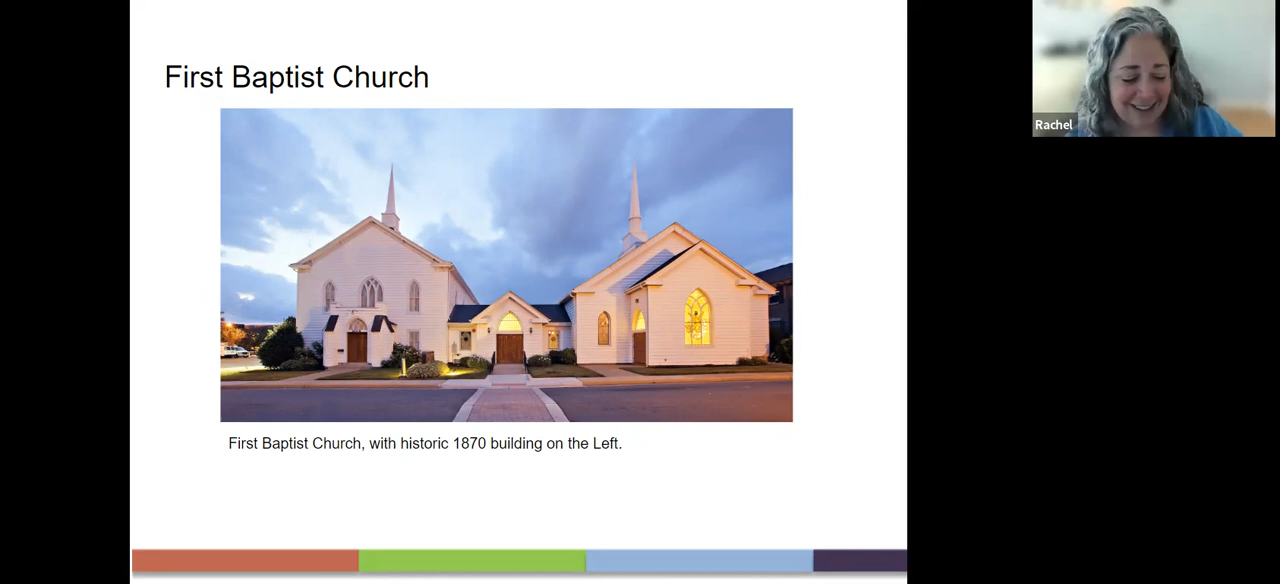 First Baptist Church
First Baptist Church, with historic 1870 building on the Left.
Rachel